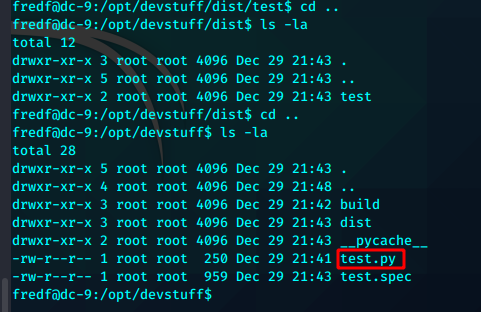 fredf@dc-9:/opt/devstuff/dist/test$ cd ..
fredf@dc-9:/opt/devstuff/dist$ ls -la
total 12
drwxr-xr-x 3 root root 4096 Dec 29 21:43 .
drwxr-xr-x 5 root root 4096 Dec 29 21:43 ..
drwxr-xr-x 2 root root 4096 Dec 29 21:43 test
fredf@dc-9:/opt/devstuff/dist$ cd ..
fredf@dc-9:/opt/devstuff$ ls -la
total 28
drwxr-xr-x 5 root root 4096 Dec 29 21:43 .
drwxr-xr-x 4 root root 4096 Dec 29 21:48 ..
drwxr-xr-x 3 root root 4096 Dec 29 21:42 build
drwxr-xr-x 3 root root 4096 Dec 29 21:43 dist
drwxr-xr-x 2 root root 4096 Dec 29 21:43 __pycache__
-rw-r--r-- 1 root root  250 Dec 29 21:41 test.py
-rw-r--r-- 1 root root  959 Dec 29 21:43 test.spec
fredf@dc-9:/opt/devstuff$